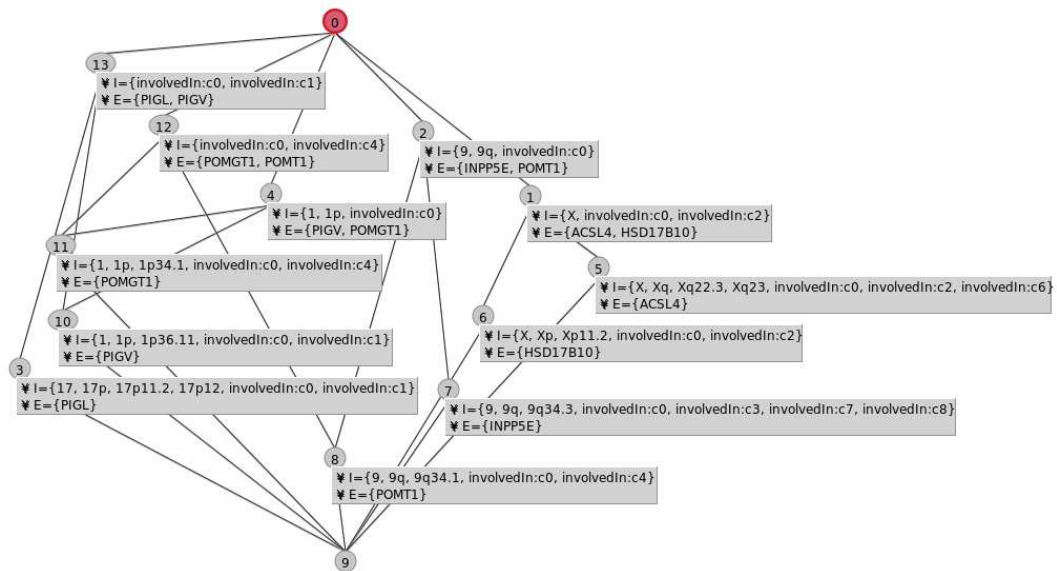 0
13
¥ I={involvedIn:c0, involvedIn:c1}
¥ E={PIGL, PIGV}
12
¥ I={involvedIn:c0, involvedIn:c4}
¥ E={POMGT1, POMT1}
2
¥ I={9, 9q, involvedIn:c0}
¥ E={INPP5E, POMT1}
4
¥ I={1, 1p, involvedIn:c0}
¥ E={PIGV, POMGT1}
1
¥ I={X, involvedIn:c0, involvedIn:c2}
¥ E={ACSL4, HSD17B10}
11
¥ I={1, 1p, 1p34.1, involvedIn:c0, involvedIn:c4}
¥ E={POMGT1}
5
¥ I={X, Xq, Xq22.3, Xq23, involvedIn:c0, involvedIn:c2, involvedIn:c6}
¥ E={ACSL4}
10
¥ I={1, 1p, 1p36.11, involvedIn:c0, involvedIn:c1}
¥ E={PIGV}
6
¥ I={X, Xp, Xp11.2, involvedIn:c0, involvedIn:c2}
¥ E={HSD17B10}
3
¥ I={17, 17p, 17p11.2, 17p12, involvedIn:c0, involvedIn:c1}
¥ E={PIGL}
7
¥ I={9, 9q, 9q34.3, involvedIn:c0, involvedIn:c3, involvedIn:c7, involvedIn:c8}
¥ E={INPP5E}
8
¥ I={9, 9q, 9q34.1, involvedIn:c0, involvedIn:c4}
¥ E={POMT1}
9